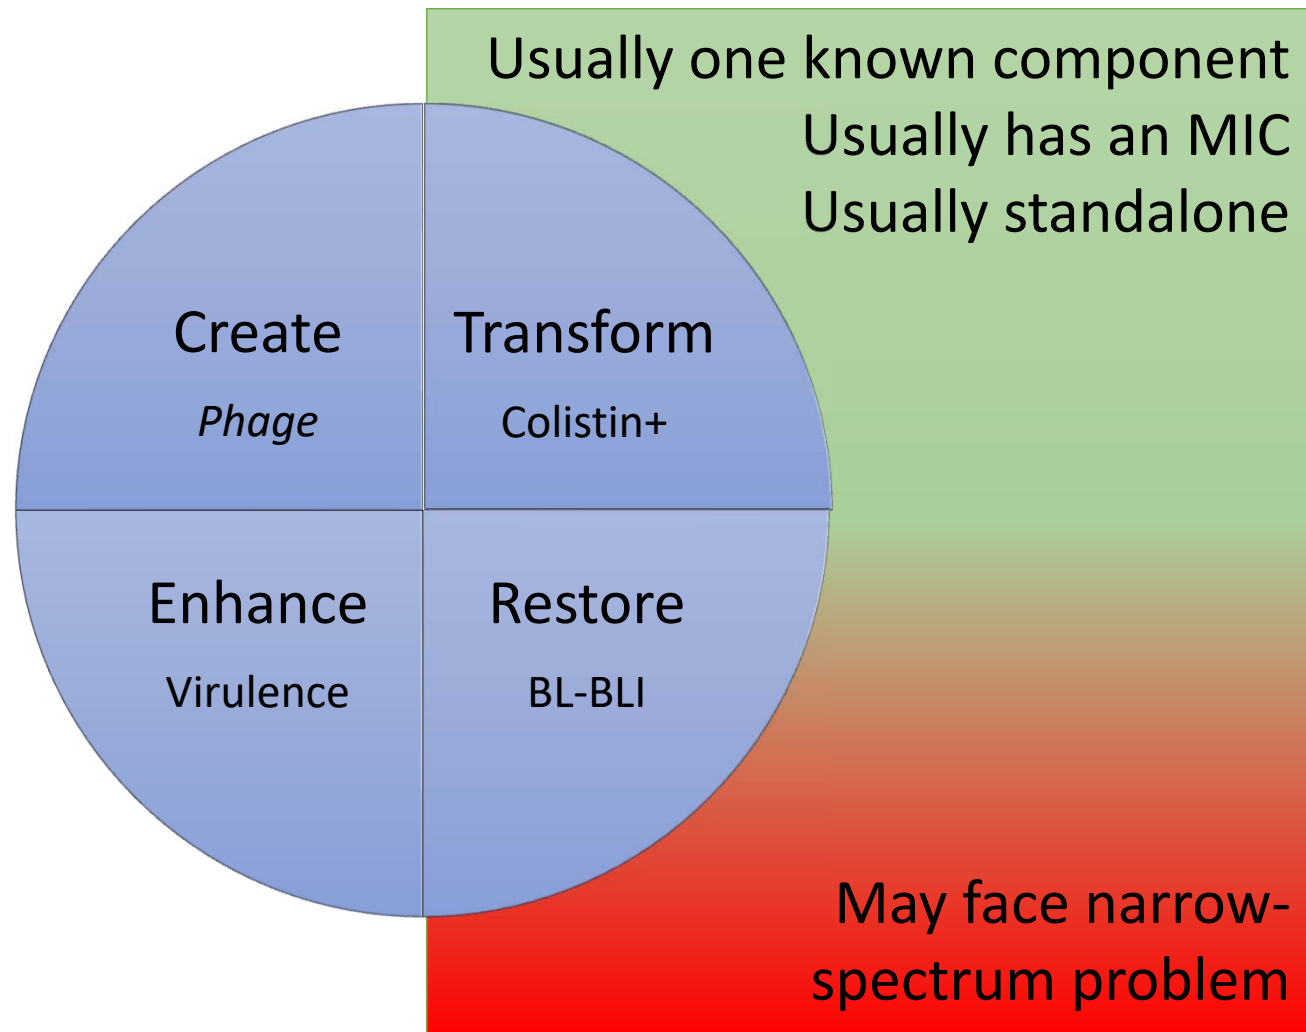 Usually one known component
Usually has an MIC
Usually standalone
Create
Phage
Transform
Colistin+
Enhance
Virulence
Restore
BL-BLI
May face narrow-
spectrum problem